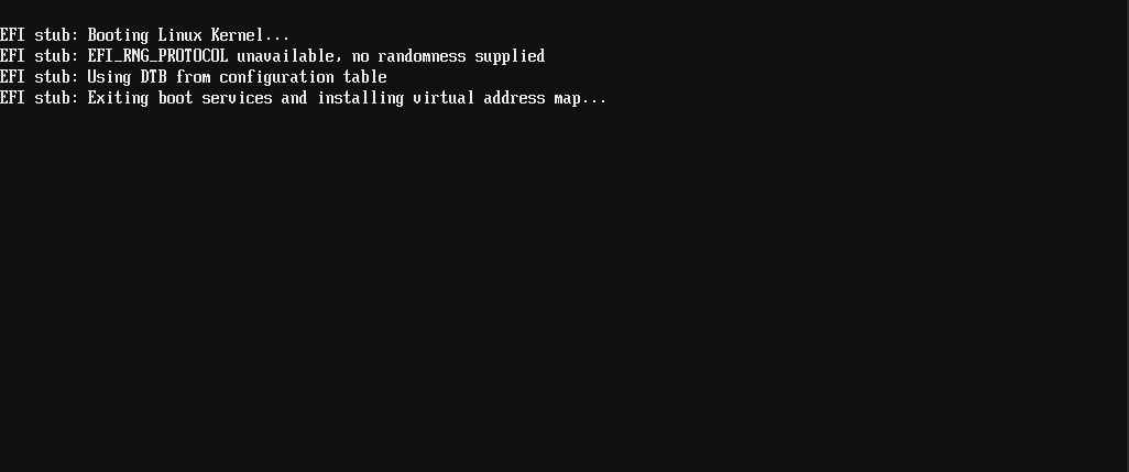 EFI stub: Booting Linux Kernel...
EFI stub: EFI_RNG_PROTOCOL unavailable, no randomness supplied
EFI stub: Using DTB from configuration table
EFI stub: Exiting boot services and installing virtual address map...